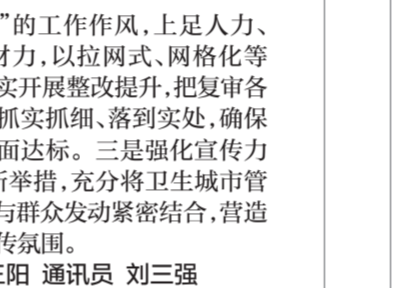 ”的工作作风，上足人力、
财力，以拉网式、网格化等
实开展整改提升，把复审各
抓实抓细、落到实处，确保
面达标。三是强化宣传力
新举措，充分将卫生城市管
与群众发动紧密结合，营造
传氛围。
王阳 通讯员 刘三强